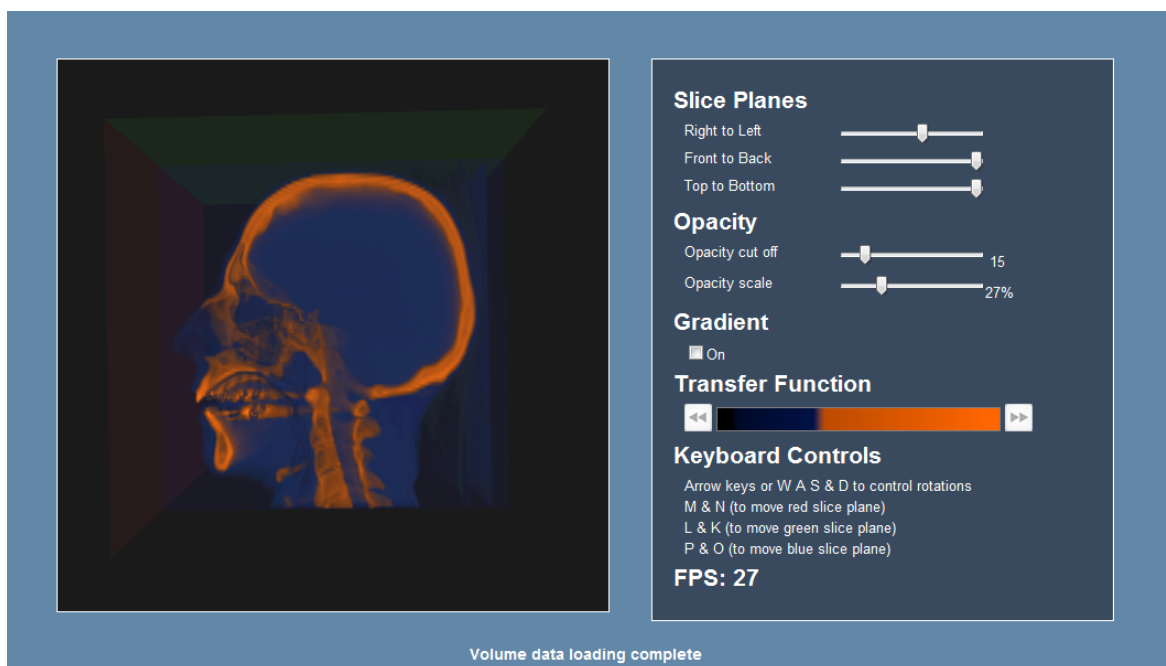 Slice Planes
Right to Left
Front to Back
Top to Bottom
Opacity
Opacity cut off 15
Opacity scale 27%
Gradient
On
Transfer Function
Keyboard Controls
Arrow keys or W A S & D to control rotations
M & N (to move red slice plane)
L & K (to move green slice plane)
P & O (to move blue slice plane)
FPS: 27
Volume data loading complete